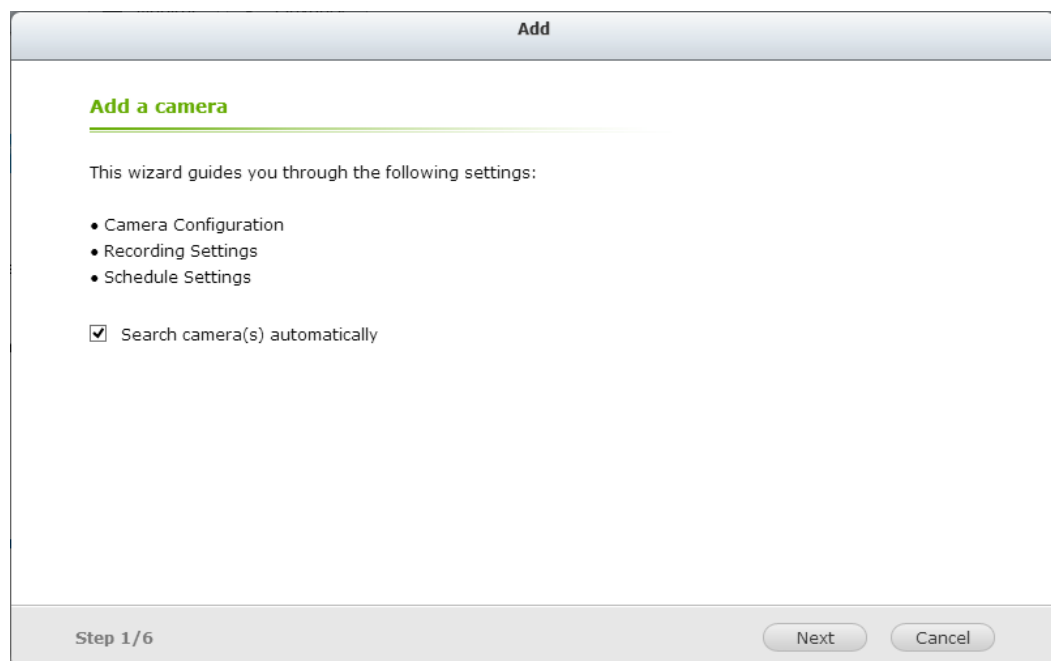 Add
Add a camera
This wizard guides you through the following settings:
• Camera Configuration
• Recording Settings
• Schedule Settings
Search camera(s) automatically
Step 1/6
Next
Cancel